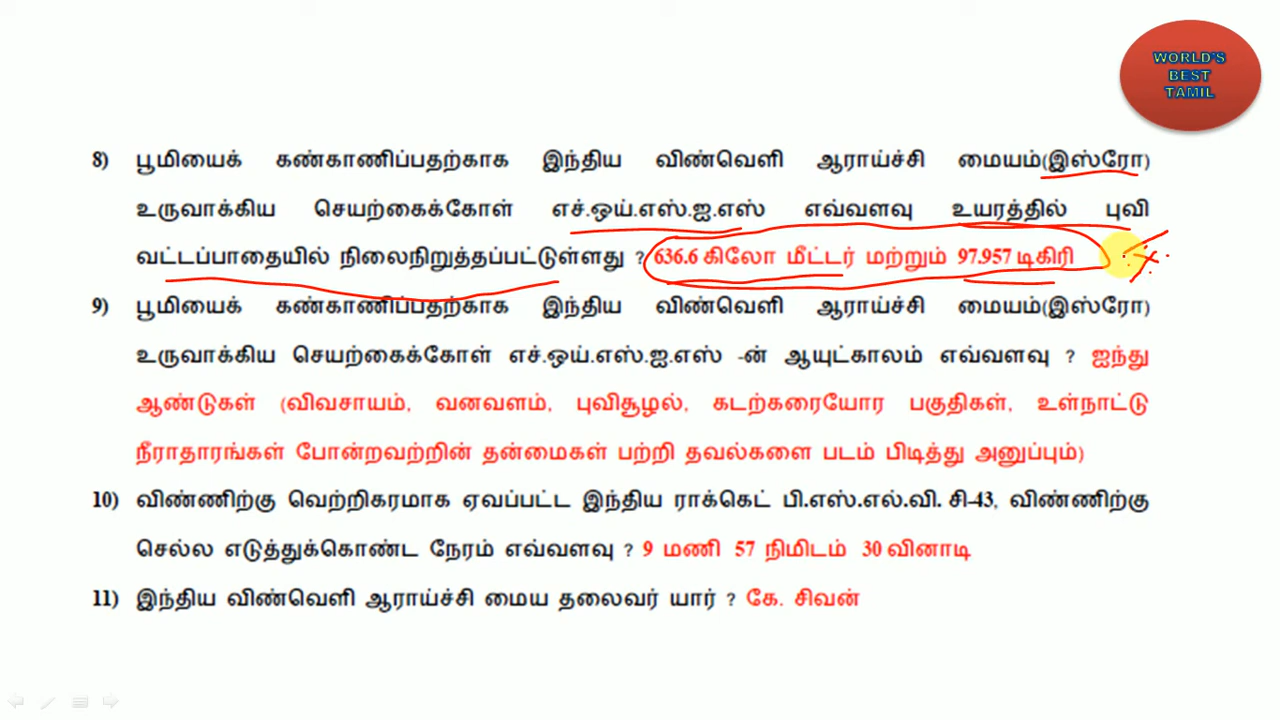 WORLD'S
BEST
TAMIL
8) பூமியைக் கண்காணிப்பதற்காக இந்திய விண்வெளி ஆராய்ச்சி மையம்(இஸ்ரோ)
உருவாக்கிய செயற்கைக்கோள் எச்.ஒய்.எஸ்.ஐ.எஸ் எவ்வளவு உயரத்தில் புவி
வட்டப்பாதையில் நிலைநிறுத்தப்பட்டுள்ளது ? 636.6 கிலோ மீட்டர் மற்றும் 97.957 டிகிரி
9) பூமியைக் கண்காணிப்பதற்காக இந்திய விண்வெளி ஆராய்ச்சி மையம்(இஸ்ரோ)
உருவாக்கிய செயற்கைக்கோள் எச்.ஒய்.எஸ்.ஐ.எஸ் -ன் ஆயுட்காலம் எவ்வளவு ? ஐந்து
ஆண்டுகள் (விவசாயம், வனவளம், புவிசூழல், கடற்கரையோர பகுதிகள், உள்நாட்டு
நீராதாரங்கள் போன்றவற்றின் தன்மைகள் பற்றி தவல்களை படம் பிடித்து அனுப்பும்)
10) விண்ணிற்கு வெற்றிகரமாக ஏவப்பட்ட இந்திய ராக்கெட் பி.எஸ்.எல்.வி. சி-43, விண்ணிற்கு
செல்ல எடுத்துக்கொண்ட நேரம் எவ்வளவு ? 9 மணி 57 நிமிடம் 30 வினாடி
11) இந்திய விண்வெளி ஆராய்ச்சி மைய தலைவர் யார் ? கே. சிவன்